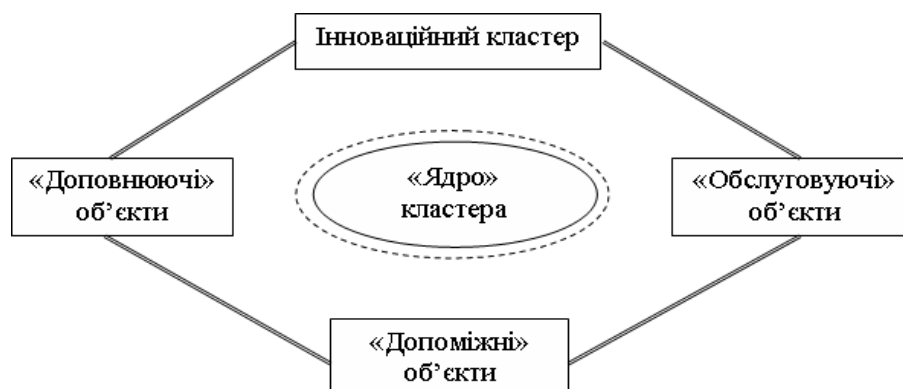 Інноваційний кластер
«Доповнюючі»
об’єкти
«Ядро»
кластера
«Обслуговуючі»
об’єкти
«Допоміжні»
об’єкти